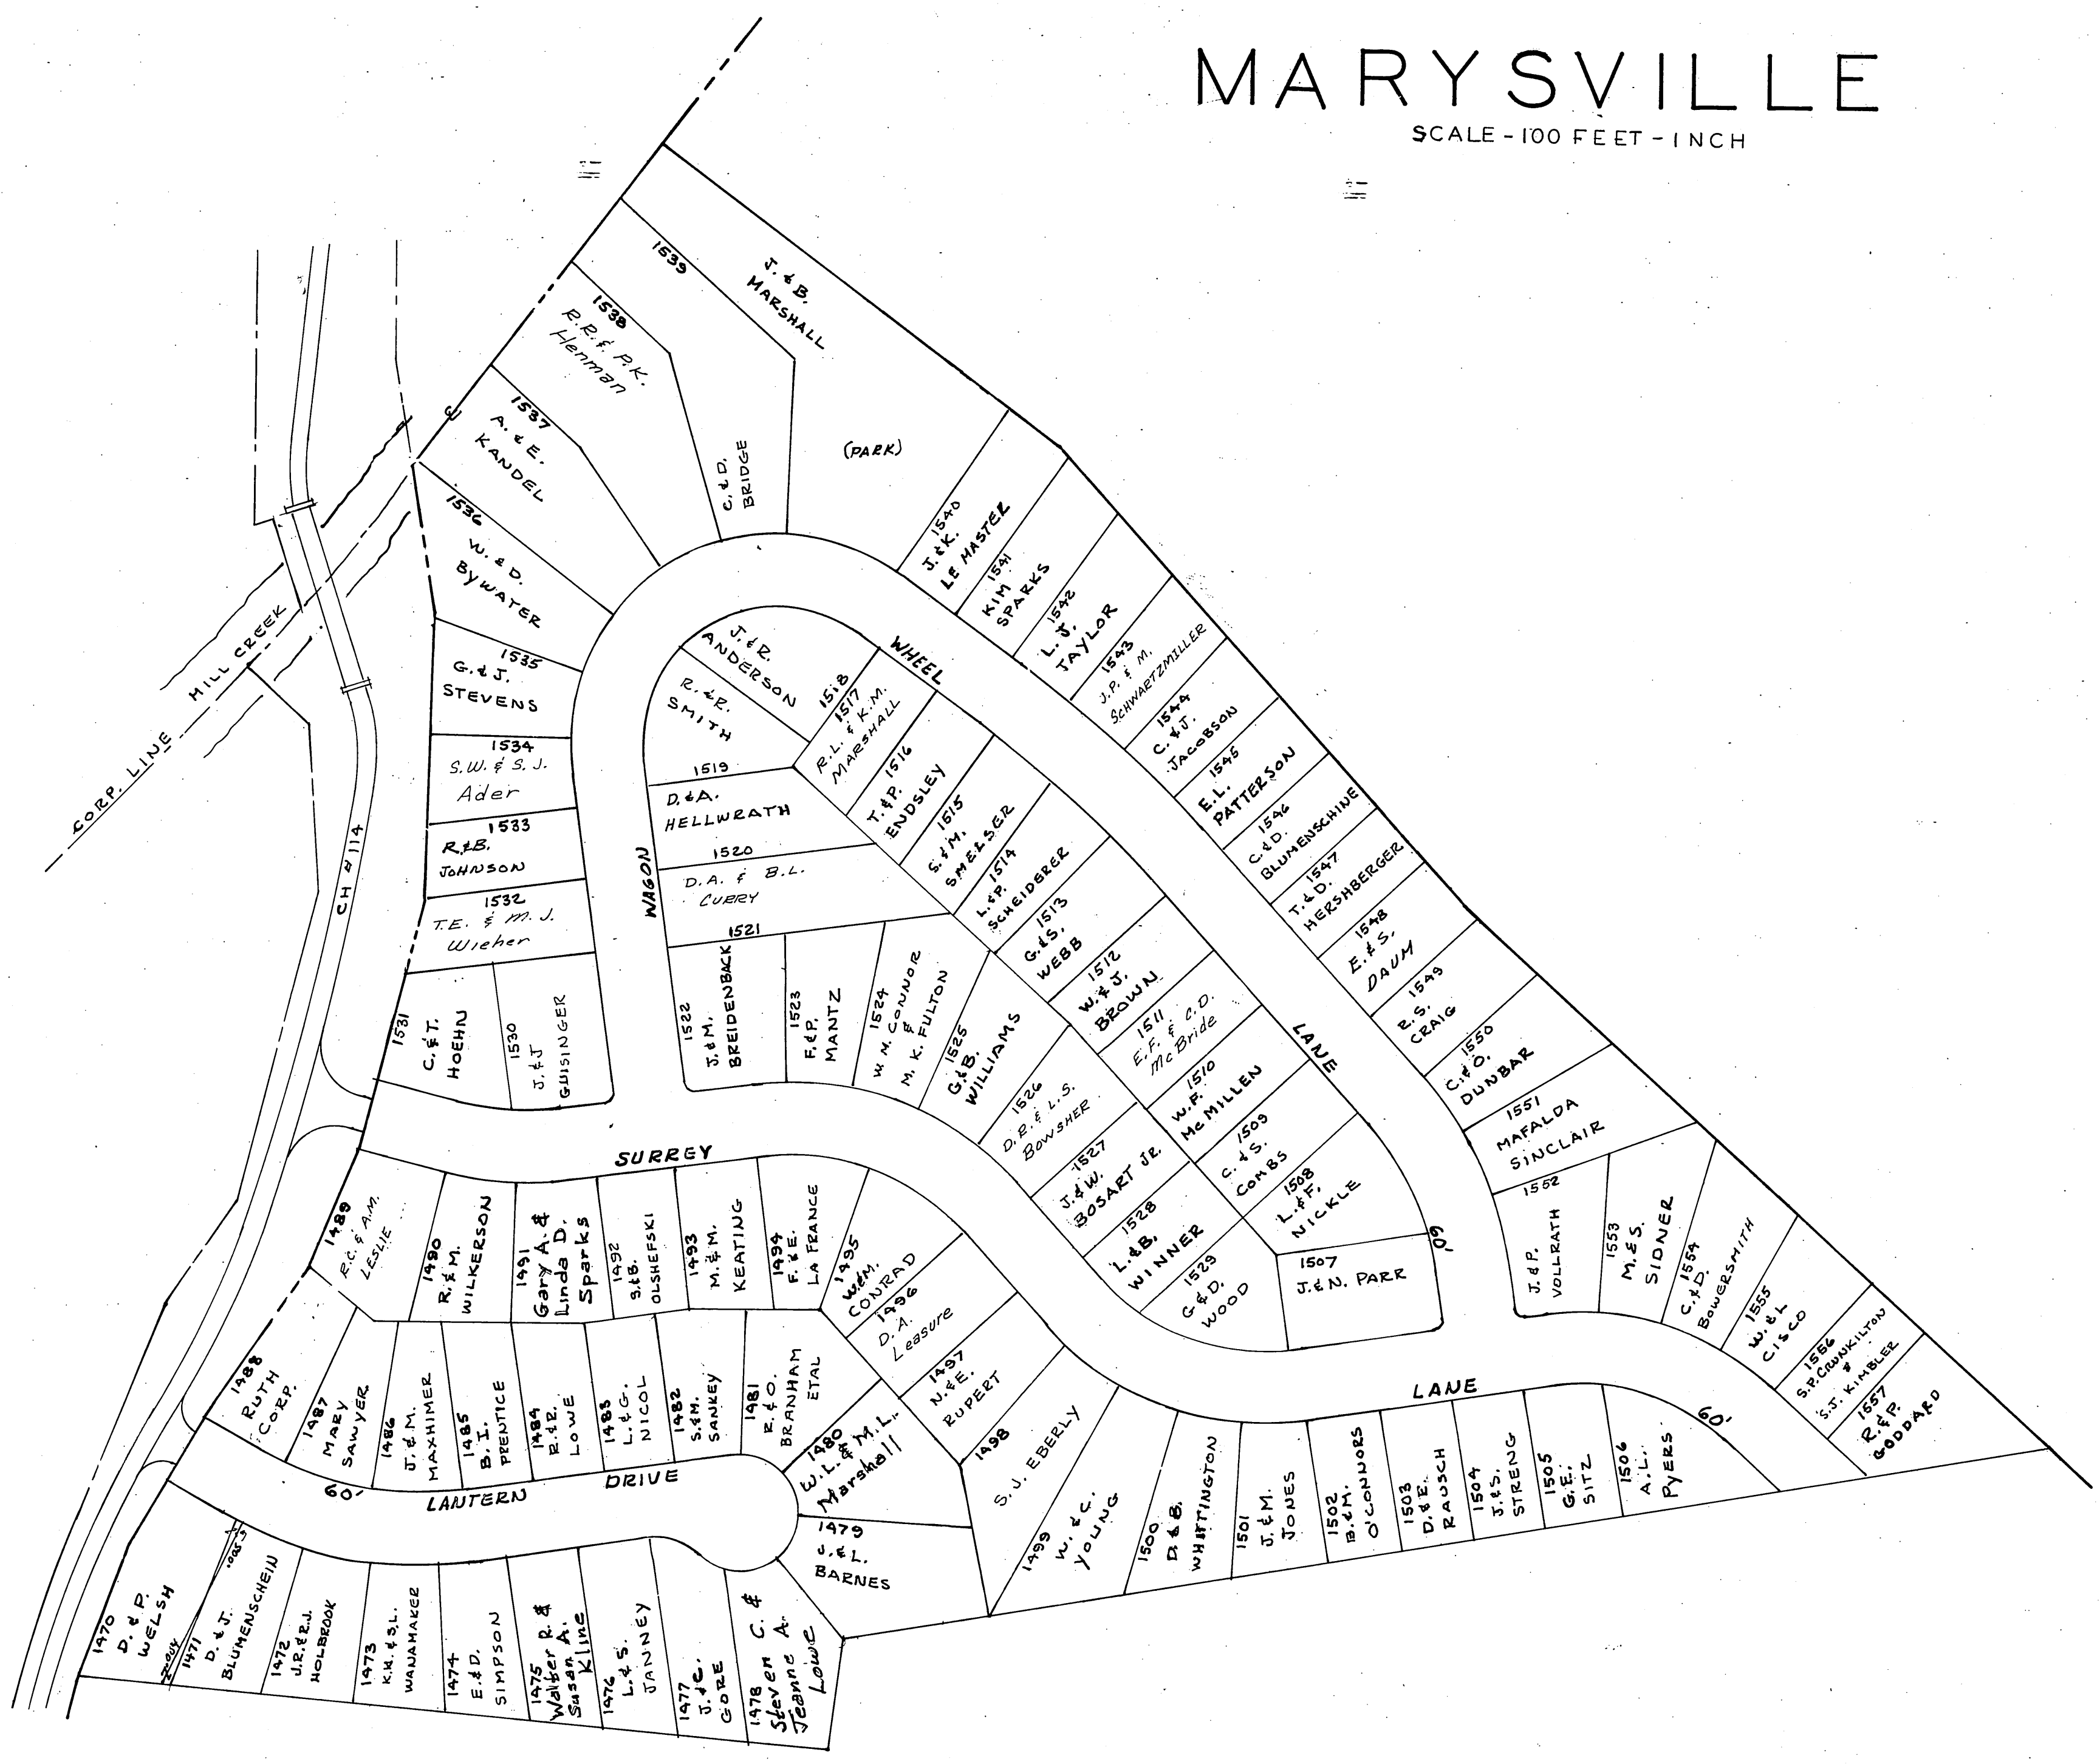 MARYSVILLE
SCALE - 100 FEET - INCH
1539
J. & B.
MARSHALL
1538
R.R. & P.K.
Henman
1537
A. & E.
KANDEL
C. & D.
BRIDGE
(PARK)
1536
W. & D.
BYWATER
1540
J. & K.
LE MASTER
1541
KIM
SPARKS
1542
L. J.
TAYLOR
1543
J.P. & M.
SCHWARTZMILLER
1544
C. & J.
JACOBSON
1545
E.L.
PATTERSON
1546
C. & D.
BLUMENSCHINE
1547
T. & D.
HERSHBERGER
1548
E. & S.
DAUM
1549
R.S.
CRAIG
1550
C. & O.
DUNBAR
1551
MAFALDA
SINCLAIR
1552
J. & P.
VOLLRATH
1553
M. & S.
SIDNER
1554
C. & D.
BOWERSMITH
1555
W. & L
CISCO
1556
S.P. CRUNKILTON
&
S.J. KIMBLER
1557
R. & P.
GODDARD
MILL CREEK
CORP. LINE
CH # 114
1535
G. & J.
STEVENS
1534
S.W. & S.J.
Ader
1533
R. & B.
JOHNSON
1532
T.E. & M.J.
Wieher
1531
C. & T.
HOEHN
1530
J. & J
GUISINGER
WAGON
WHEEL
LANE
60'
J. & R.
ANDERSON
1518
R. & R.
SMITH
1519
1517
R.L. & K.M.
MARSHALL
1516
T. & P.
ENDSLEY
1515
S. & M.
SMELSER
1514
L. & P.
SCHEIDERER
1513
G. & S.
WEBB
1512
W. & J.
BROWN
1511
E.F. & C.D.
McBride
1510
W.F.
McMILLEN
1509
C. & S.
COMBS
1508
L. & F.
NICKLE
1507
J. & N. PARR
D. & A.
HELLWRATH
1520
D.A. & B.L.
CURRY
1521
1522
J. & M.
BREIDENBACK
1523
F. & P.
MANTZ
1524
W. M. CONNOR
&
M. K. FULTON
1525
G. & B.
WILLIAMS
1526
D.R. & L.S.
BOWSHER
1527
J. & W.
BOSART JR.
1528
L. & B.
WINNER
1529
G & D.
WOOD
SURREY
LANE
60'
1489
R.C. & A.M.
LESLIE
1490
R. & M.
WILKERSON
1491
Gary A. &
Linda D.
Sparks
1492
S. & B.
OLSHEFSKI
1493
M. & M.
KEATING
1494
F. & E.
LA FRANCE
1495
W. & M.
CONRAD
1496
D. A.
Leasure
1497
N. & E.
RUPERT
1498
S. J. EBERLY
1499
W. & C.
YOUNG
1500
D. & B.
WHITTINGTON
1501
J. & M.
JONES
1502
B. & M.
O'CONNORS
1503
D. & E.
RAUSCH
1504
J. & S.
STRENG
1505
G.E.
SITZ
1506
A.L.
PYERS
1488
RUTH
CORP.
1487
MARY
SAWYER
1486
J. & M.
MAXHIMER
1485
B. I.
PRENTICE
1484
R. & R.
LOWE
1483
L. & G.
NICOL
1482
S. & M.
SANKEY
1481
R. & O.
BRANHAM
ETAL
1480
W.L. & M.L.
Marshall
1479
C. & L.
BARNES
60'
LANTERN DRIVE
1470
D. & P.
WELSH
1471
D. & J.
BLUMENSCHEIN
1472
J.R. & R.J.
HOLBROOK
1473
K.W. & S.L.
WANAMAKER
1474
E. & D.
SIMPSON
1475
Walter R. &
Susan A.
Kline
1476
L. & S.
JANNEY
1477
J. & C.
GORE
1478
Steven C. &
Jeanne A.
Lowe